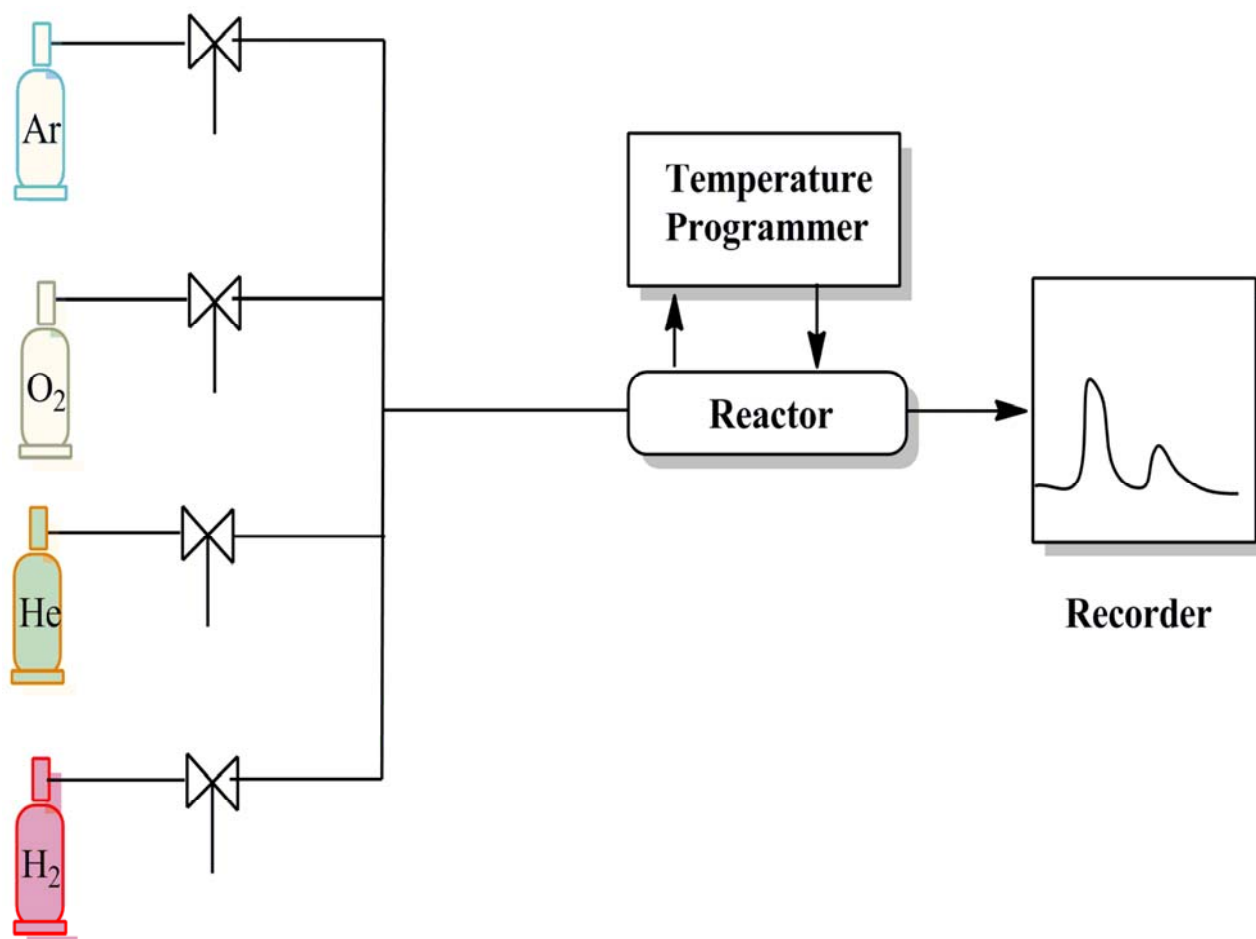 Ar
O₂
He
H₂
Temperature
Programmer
Reactor
Recorder